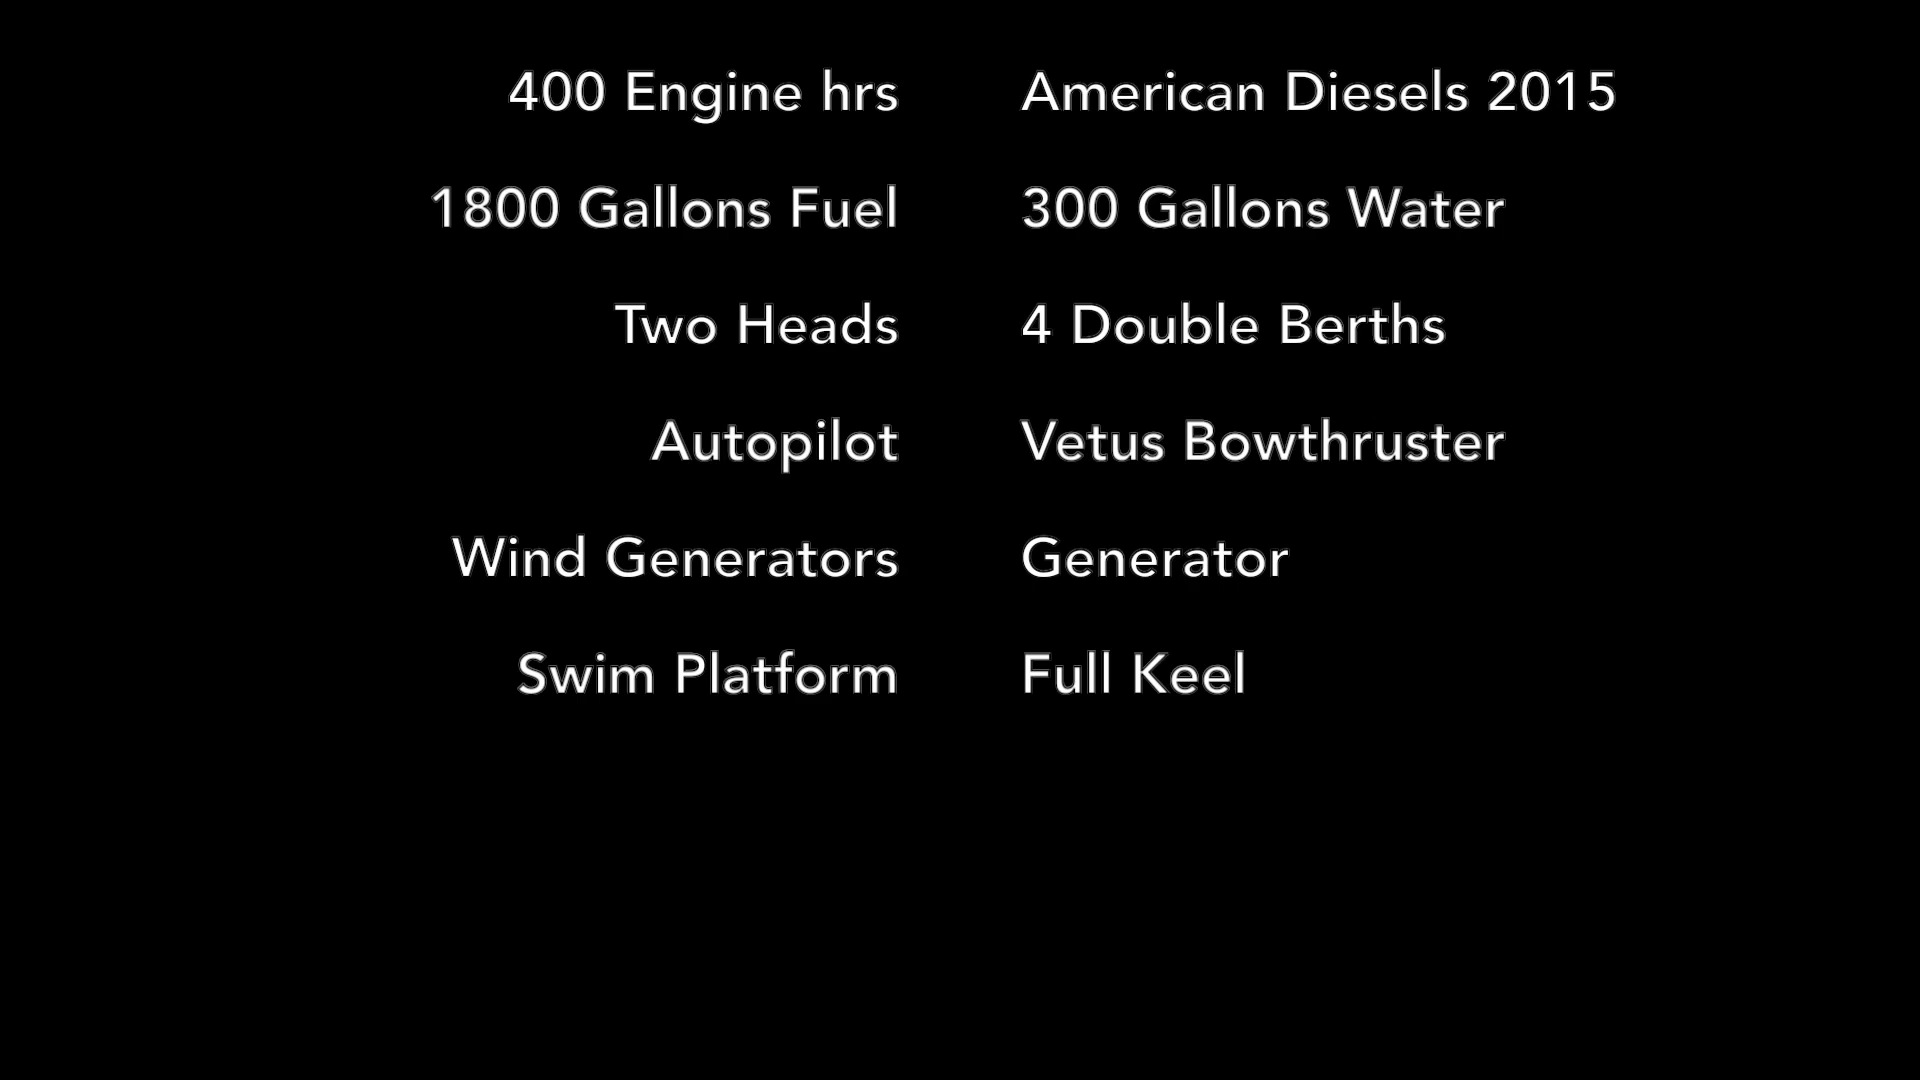 400 Engine hrs American Diesels 2015
1800 Gallons Fuel 300 Gallons Water
Two Heads 4 Double Berths
Autopilot Vetus Bowthruster
Wind Generators Generator
Swim Platform Full Keel